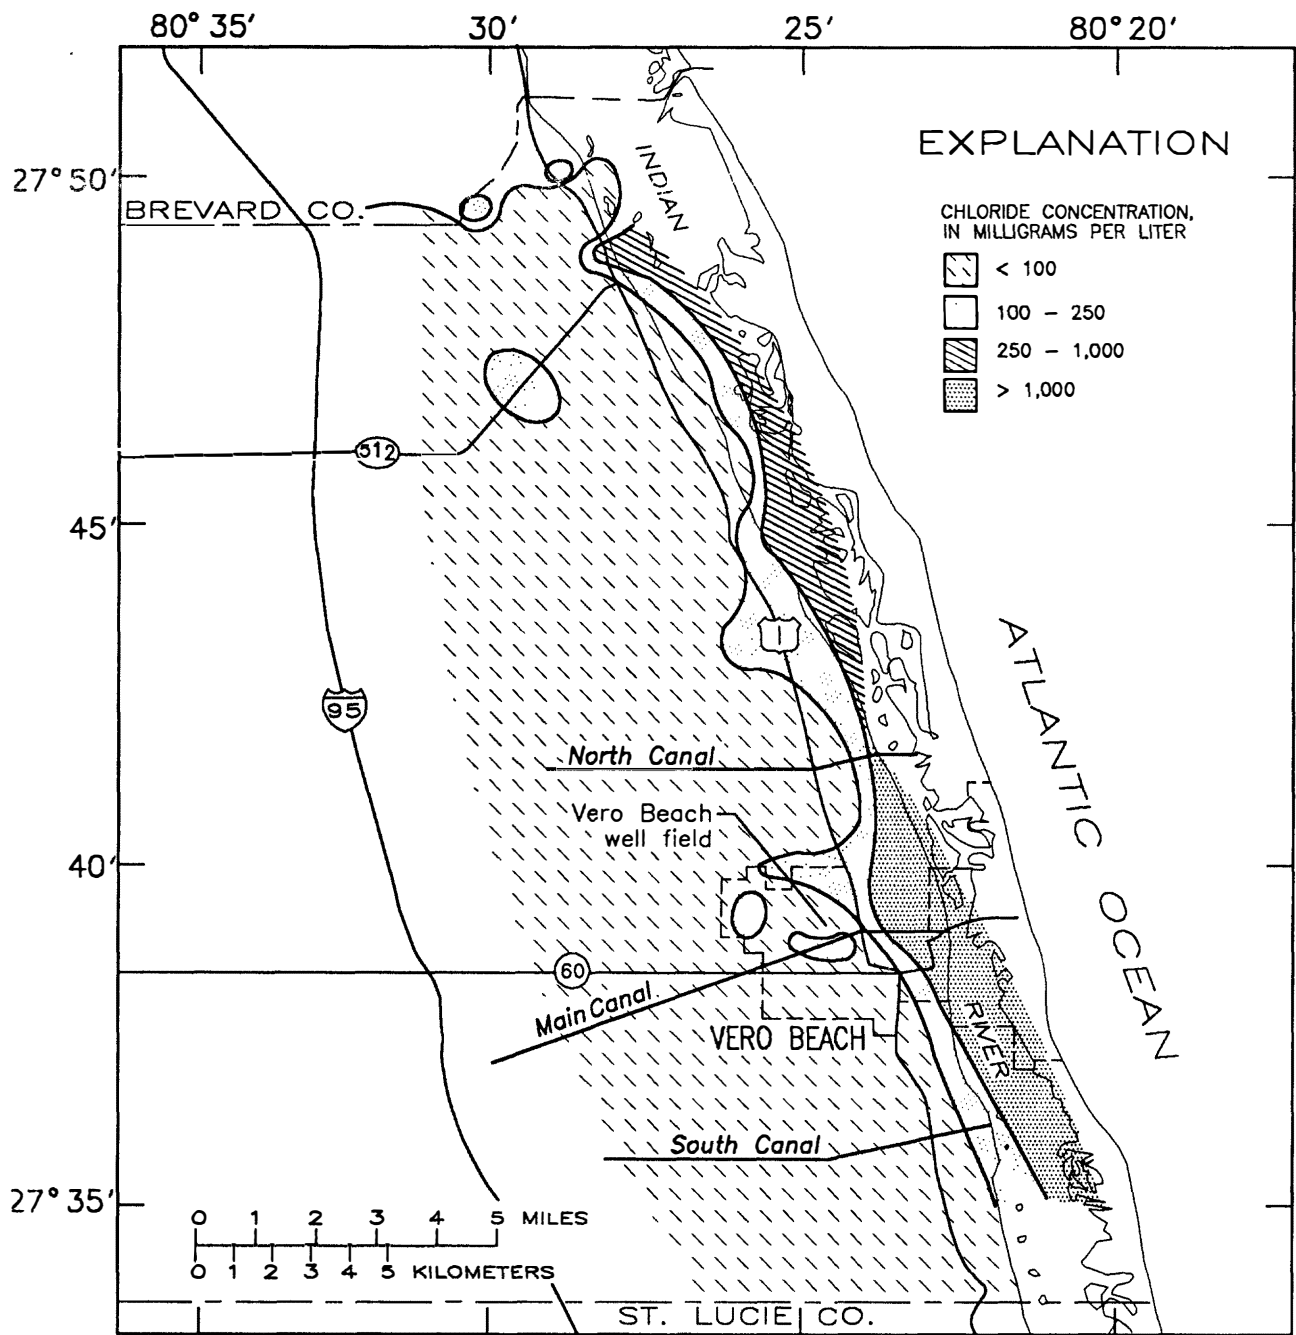 80° 35′ 30′ 25′ 80° 20′
27° 50′
BREVARD CO.
INDIAN
EXPLANATION
CHLORIDE CONCENTRATION,
IN MILLIGRAMS PER LITER
< 100
100 – 250
250 – 1,000
> 1,000
512
45′
1
95
ATLANTIC OCEAN
North Canal
Vero Beach
well field
40′
60
Main Canal
RIVER
VERO BEACH
South Canal
27° 35′
0 1 2 3 4 5 MILES
0 1 2 3 4 5 KILOMETERS
ST. LUCIE CO.